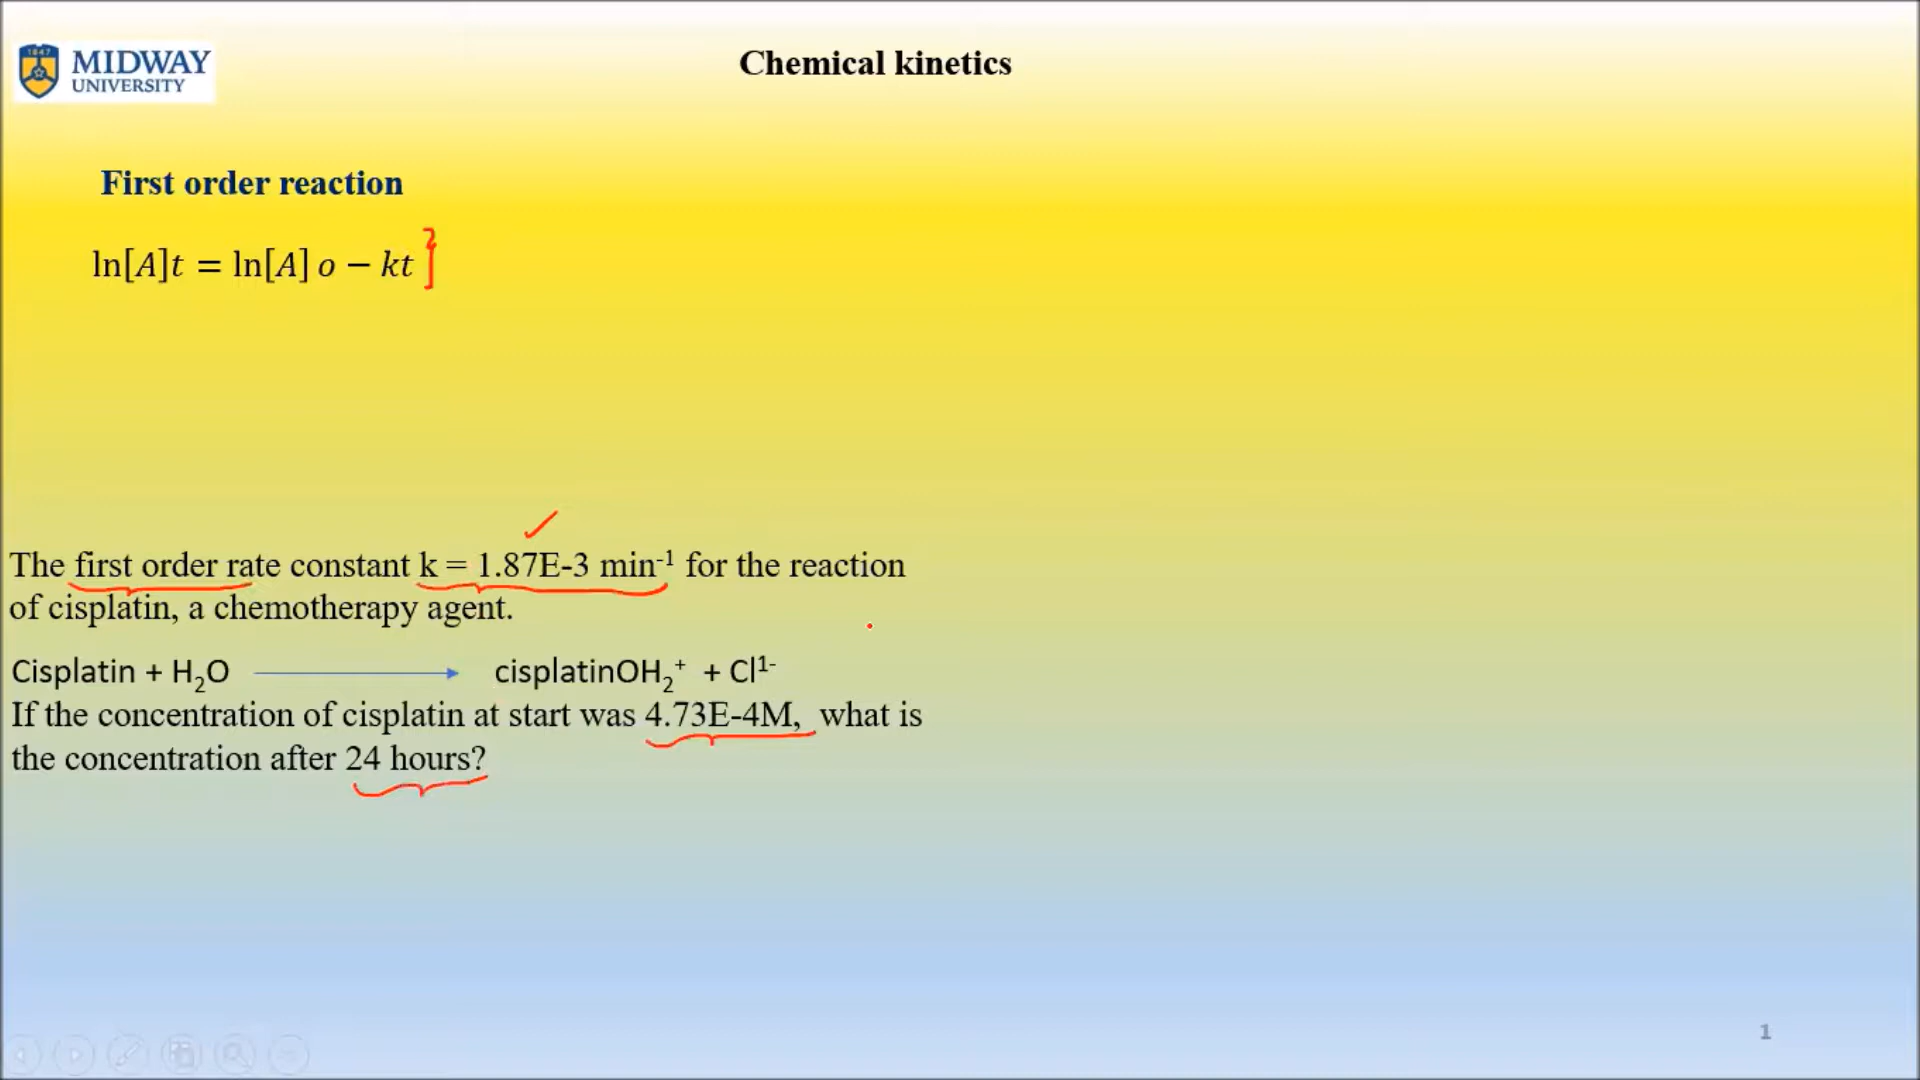 1847
MIDWAY
UNIVERSITY
Chemical kinetics
First order reaction
ln[A]t = ln[A] o − kt
The first order rate constant k = 1.87E-3 min⁻¹ for the reaction
of cisplatin, a chemotherapy agent.
Cisplatin + H₂O cisplatinOH₂⁺ + Cl¹⁻
If the concentration of cisplatin at start was 4.73E-4M, what is
the concentration after 24 hours?
1